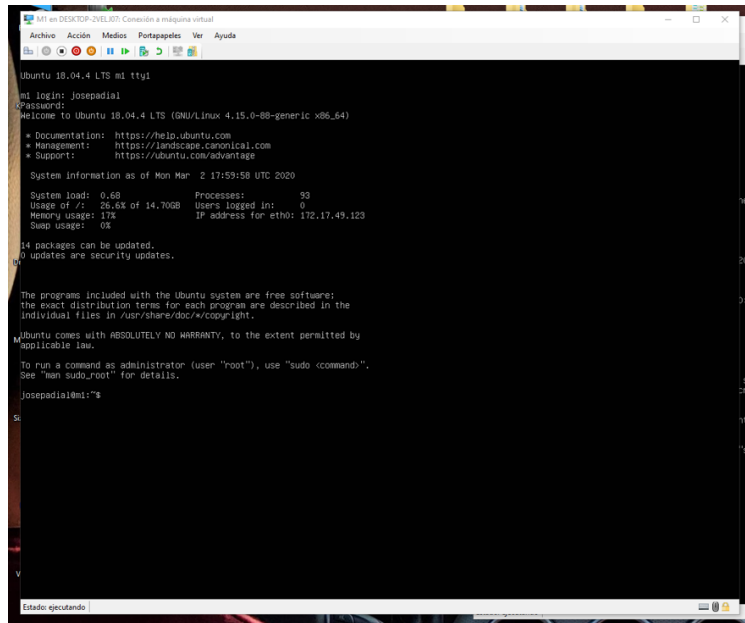 M1 en DESKTOP-2VELJ07: Conexión a máquina virtual
Archivo Acción Medios Portapapeles Ver Ayuda
Ubuntu 18.04.4 LTS m1 tty1
m1 login: josepadial
Password:
Welcome to Ubuntu 18.04.4 LTS (GNU/Linux 4.15.0-88-generic x86_64)
* Documentation: https://help.ubuntu.com
* Management: https://landscape.canonical.com
* Support: https://ubuntu.com/advantage
System information as of Mon Mar 2 17:59:58 UTC 2020
System load: 0.68 Processes: 93
Usage of /: 26.6% of 14.70GB Users logged in: 0
Memory usage: 17% IP address for eth0: 172.17.49.123
Swap usage: 0%
14 packages can be updated.
0 updates are security updates.
The programs included with the Ubuntu system are free software;
the exact distribution terms for each program are described in the
individual files in /usr/share/doc/*/copyright.
Ubuntu comes with ABSOLUTELY NO WARRANTY, to the extent permitted by
applicable law.
To run a command as administrator (user "root"), use "sudo <command>".
See "man sudo_root" for details.
josepadial@m1:~$
Estado: ejecutando